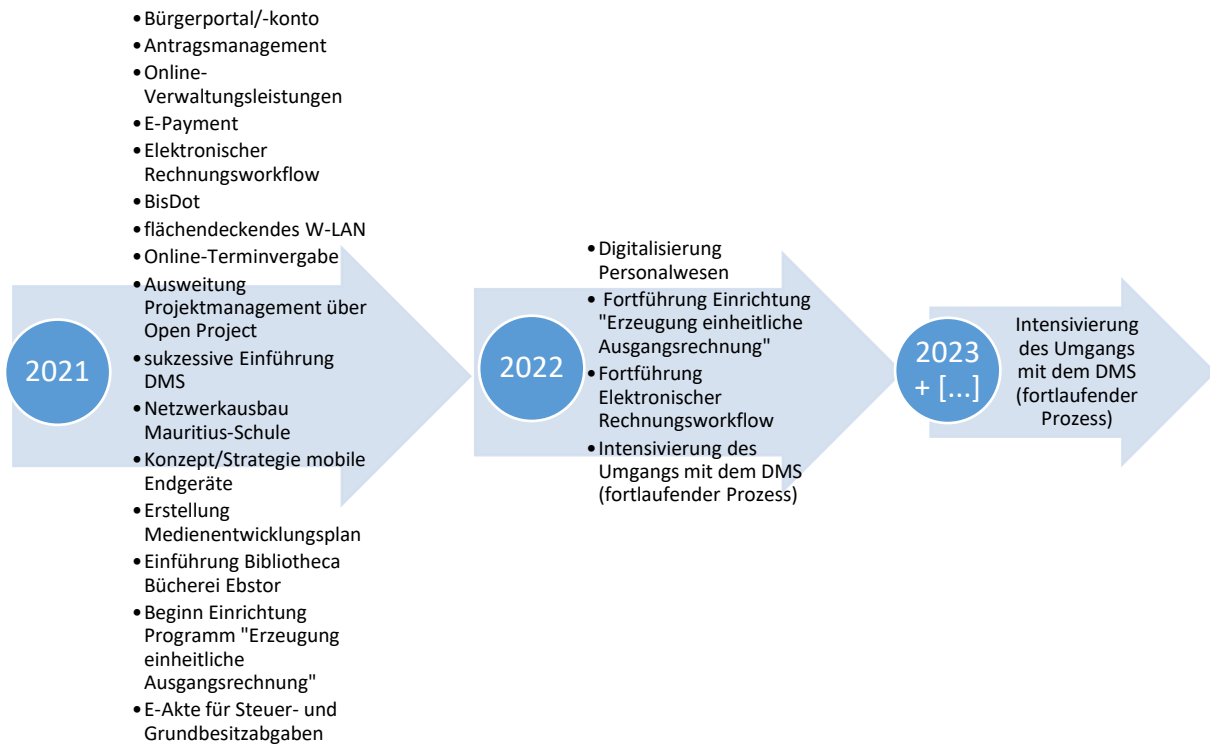 2021
•Bürgerportal/-konto
•Antragsmanagement
•Online-
Verwaltungsleistungen
•E-Payment
•Elektronischer
Rechnungsworkflow
•BisDot
•flächendeckendes W-LAN
•Online-Terminvergabe
•Ausweitung
Projektmanagement über
Open Project
•sukzessive Einführung
DMS
•Netzwerkausbau
Mauritius-Schule
•Konzept/Strategie mobile
Endgeräte
•Erstellung
Medienentwicklungsplan
•Einführung Bibliotheca
Bücherei Ebstor
•Beginn Einrichtung
Programm "Erzeugung
einheitliche
Ausgangsrechnung"
•E-Akte für Steuer- und
Grundbesitzabgaben
2022
•Digitalisierung
Personalwesen
• Fortführung Einrichtung
"Erzeugung einheitliche
Ausgangsrechnung"
•Fortführung
Elektronischer
Rechnungsworkflow
•Intensivierung des
Umgangs mit dem DMS
(fortlaufender Prozess)
2023
+ [...]
Intensivierung
des Umgangs
mit dem DMS
(fortlaufender
Prozess)